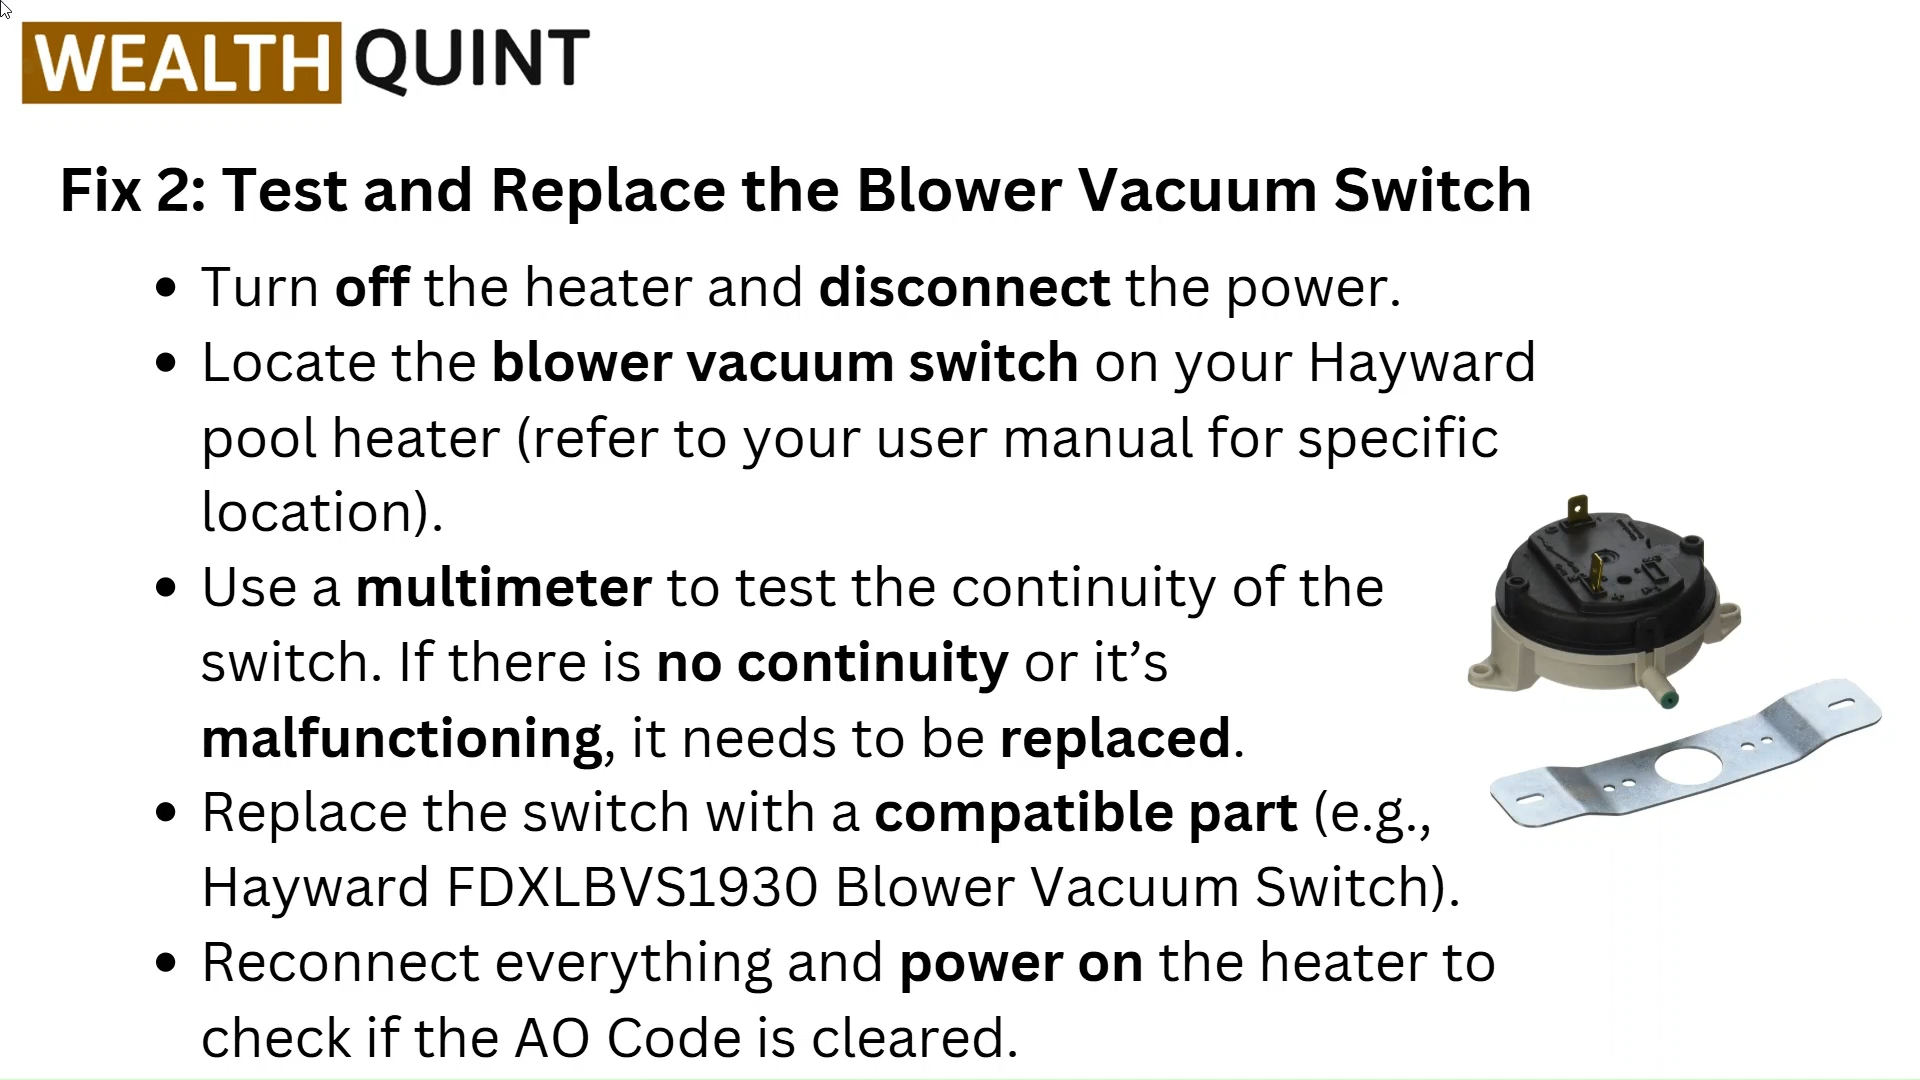 WEALTH QUINT
Fix 2: Test and Replace the Blower Vacuum Switch
• Turn off the heater and disconnect the power.
• Locate the blower vacuum switch on your Hayward
pool heater (refer to your user manual for specific
location).
• Use a multimeter to test the continuity of the
switch. If there is no continuity or it’s
malfunctioning, it needs to be replaced.
• Replace the switch with a compatible part (e.g.,
Hayward FDXLBVS1930 Blower Vacuum Switch).
• Reconnect everything and power on the heater to
check if the AO Code is cleared.